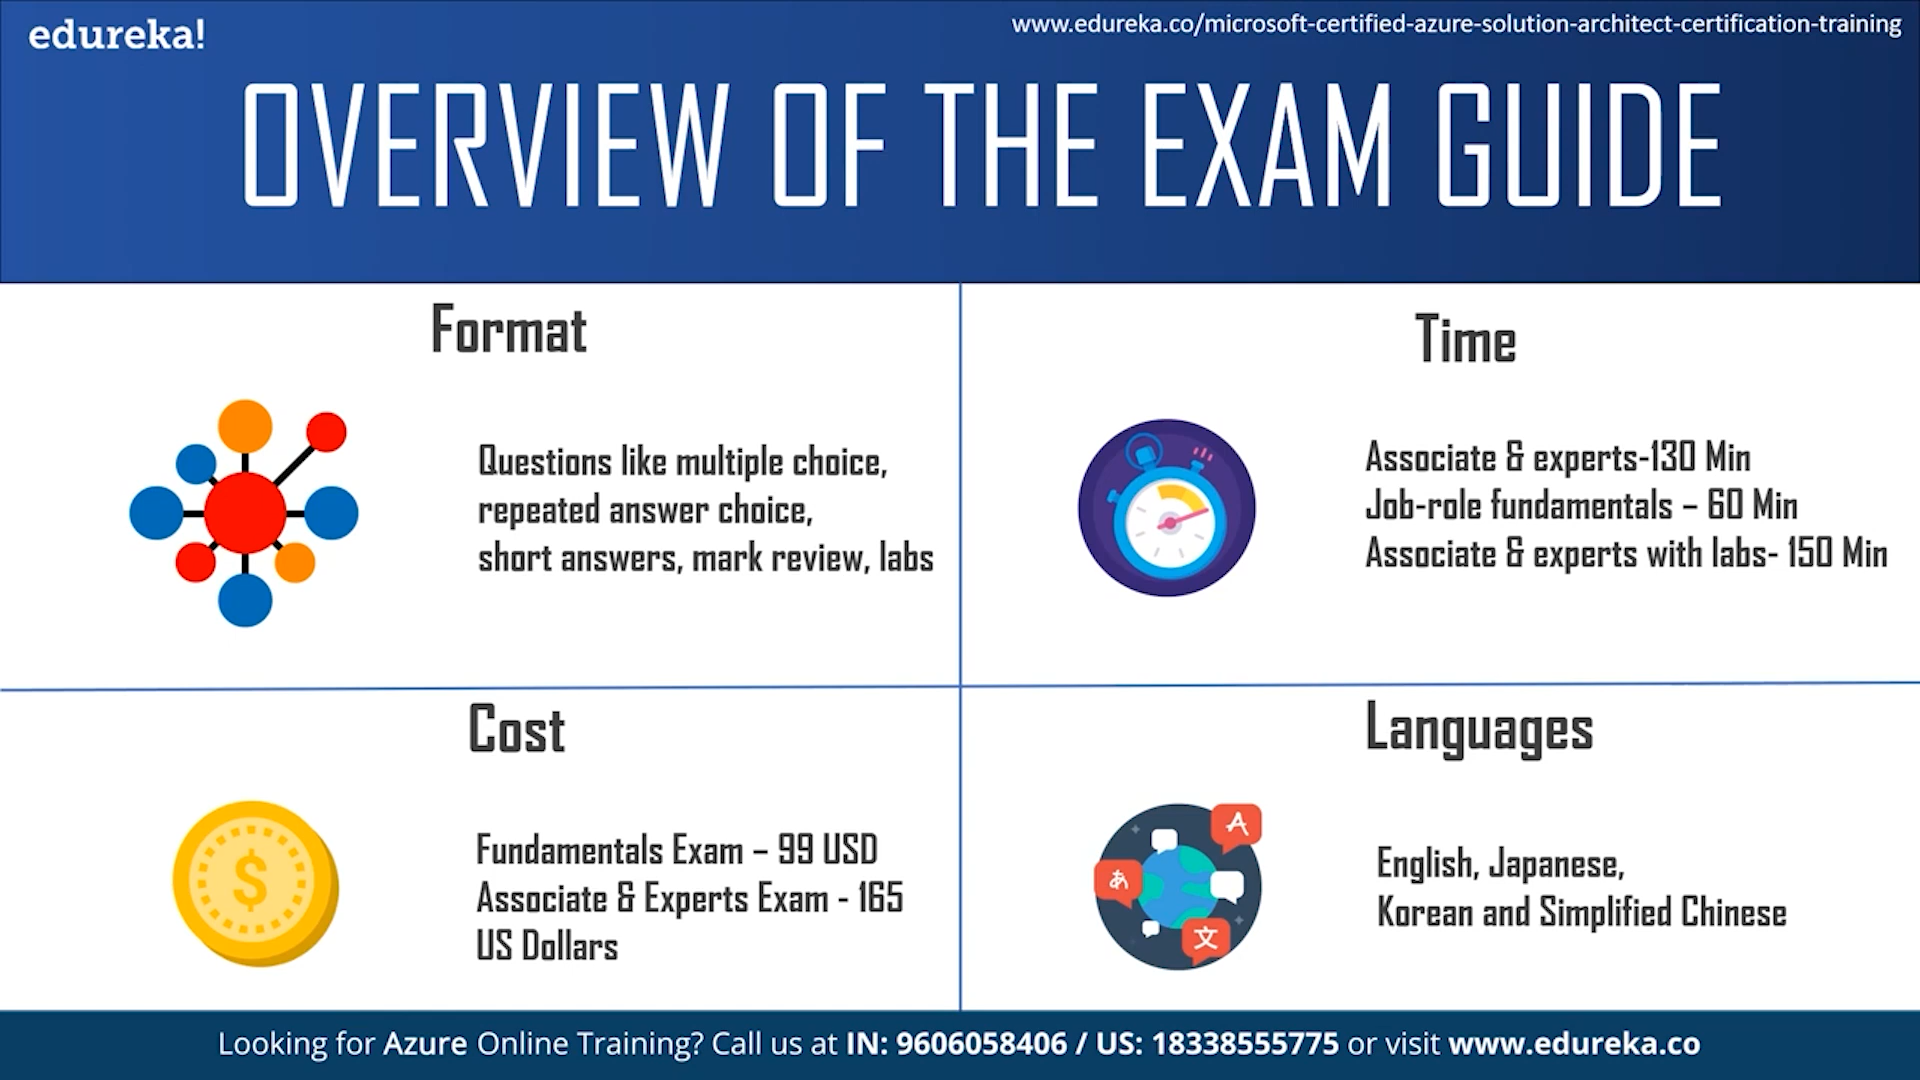 edureka!
www.edureka.co/microsoft-certified-azure-solution-architect-certification-training
OVERVIEW OF THE EXAM GUIDE
Format
Questions like multiple choice,
repeated answer choice,
short answers, mark review, labs
Time
Associate & experts-130 Min
Job-role fundamentals – 60 Min
Associate & experts with labs- 150 Min
Cost
$
Fundamentals Exam – 99 USD
Associate & Experts Exam - 165
US Dollars
Languages
A
あ
文
English, Japanese,
Korean and Simplified Chinese
Looking for Azure Online Training? Call us at IN: 9606058406 / US: 18338555775 or visit www.edureka.co